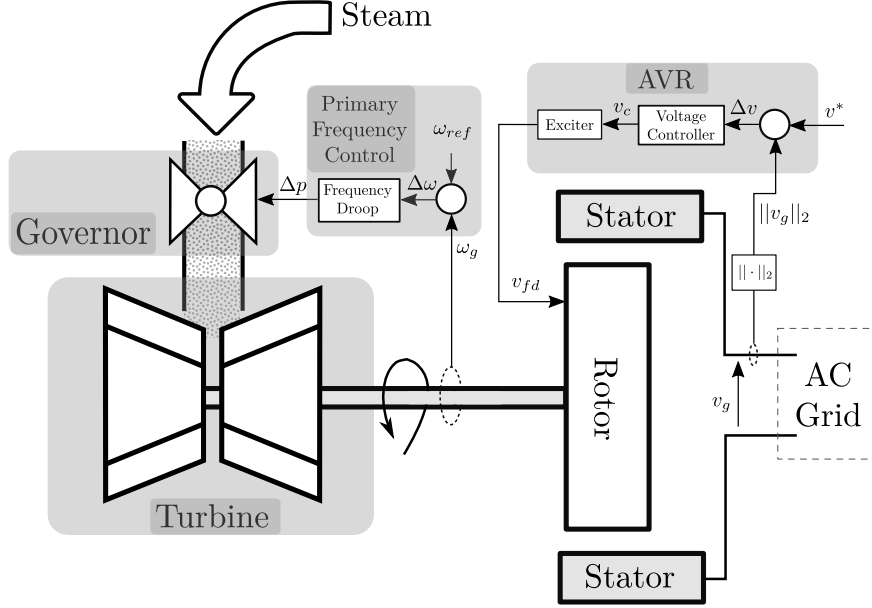 Steam
AVR
Primary
Frequency
Control
ω_ref
v_c
Δv
v*
Exciter
Voltage
Controller
Δp
Frequency
Droop
Δω
Governor
Stator
||v_g||_2
ω_g
|| · ||_2
v_fd
Rotor
AC
Grid
v_g
Turbine
Stator